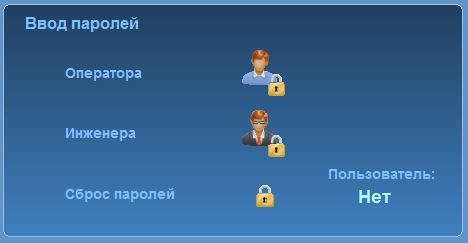 Ввод паролей
Оператора
Инженера
Пользователь:
Сброс паролей
Нет